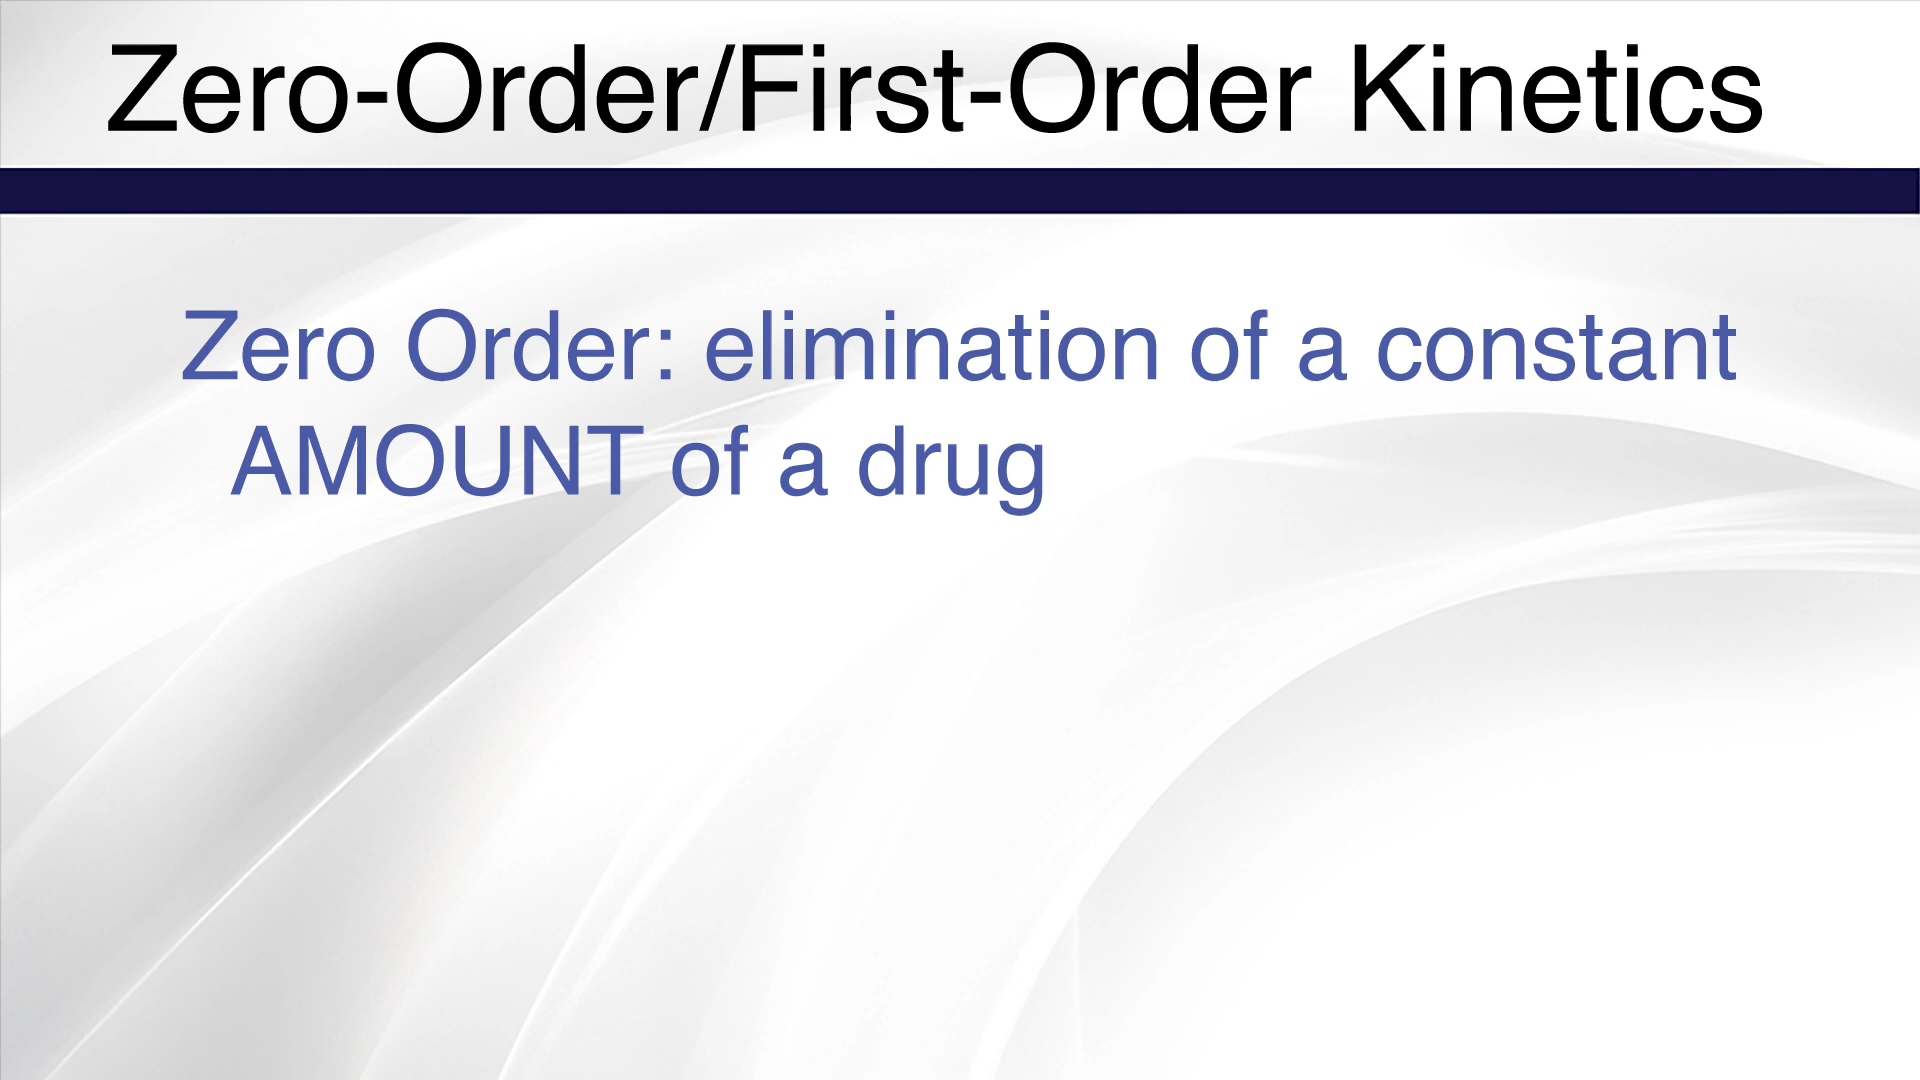 Zero-Order/First-Order Kinetics
Zero Order: elimination of a constant
AMOUNT of a drug